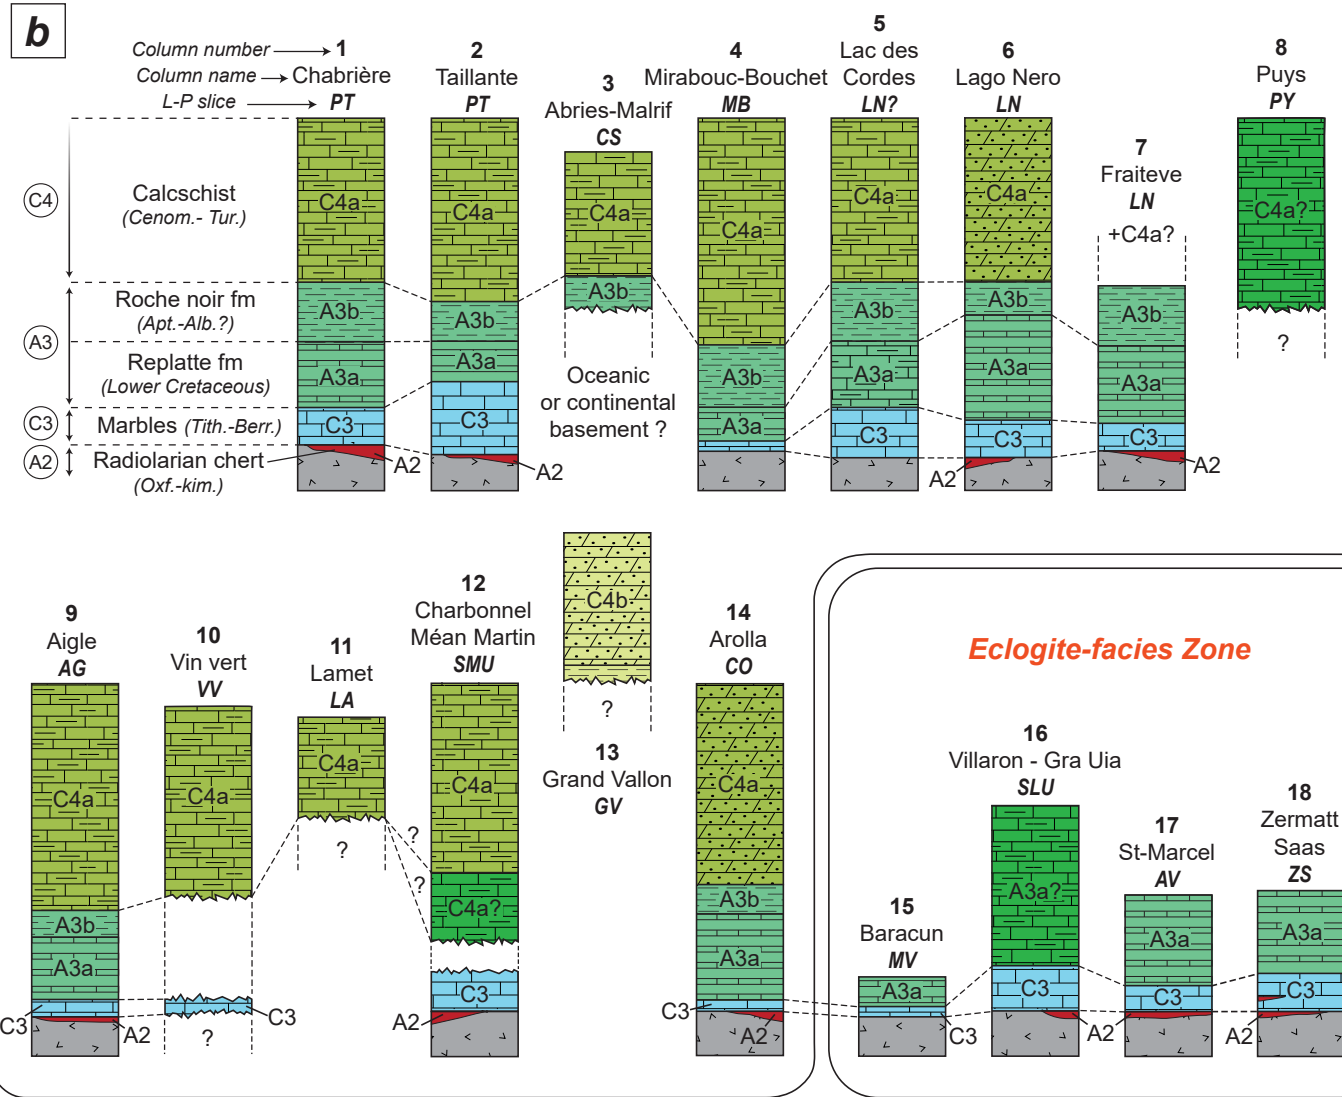 b
Column number
Column name
L-P slice
1
Chabrière
PT
2
Taillante
PT
3
Abries-Malrif
CS
4
Mirabouc-Bouchet
MB
5
Lac des
Cordes
LN?
6
Lago Nero
LN
7
Fraiteve
LN
+C4a?
8
Puys
PY
C4
Calcschist
(Cenom.- Tur.)
C4a
C4a
C4a
C4a
C4a
C4a
C4a?
A3
Roche noir fm
(Apt.-Alb.?)
Replatte fm
(Lower Cretaceous)
A3b
A3b
A3b
A3b
A3b
A3b
A3b
?
A3a
A3a
A3a
A3a
A3a
A3a
Oceanic
or continental
basement ?
C3
Marbles (Tith.-Berr.)
C3
C3
C3
C3
C3
A2
Radiolarian chert
(Oxf.-kim.)
A2
A2
A2
A2
9
Aigle
AG
10
Vin vert
VV
11
Lamet
LA
12
Charbonnel
Méan Martin
SMU
C4b
?
13
Grand Vallon
GV
14
Arolla
CO
C4a
C4a
C4a
C4a
C4a
?
?
?
C4a?
A3b
A3b
A3a
A3a
C3
C3
C3
C3
A2
?
A2
A2
Eclogite-facies Zone
15
Baracun
MV
16
Villaron - Gra Uia
SLU
17
St-Marcel
AV
18
Zermatt
Saas
ZS
A3a
A3a?
A3a
A3a
C3
C3
C3
C3
A2
A2